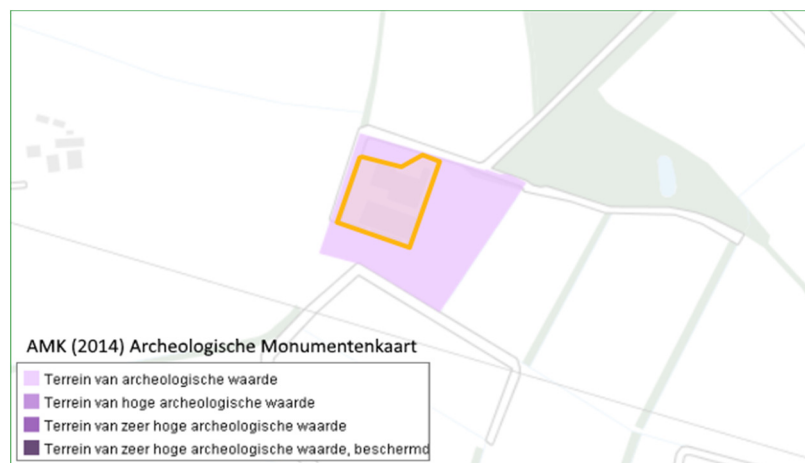 AMK (2014) Archeologische Monumentenkaart
Terrein van archeologische waarde
Terrein van hoge archeologische waarde
Terrein van zeer hoge archeologische waarde
Terrein van zeer hoge archeologische waarde, beschermd